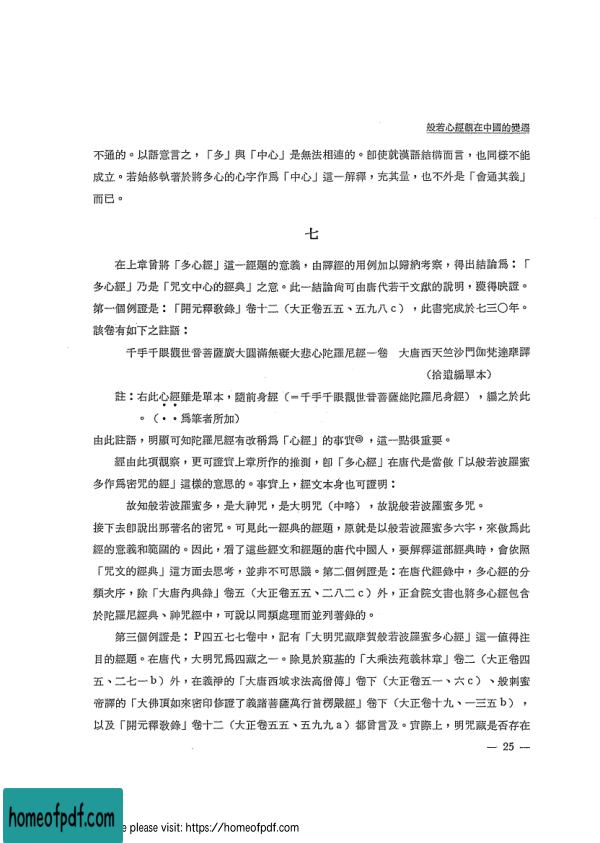 般若心經觀在中國的變遷
不通的。以語意言之，「多」與「中心」是無法相連的。卽使就漢語結構而言，也同樣不能
成立。若始終執著於將多心的心字作爲「中心」這一解釋，充其量，也不外是「會通其義」
而已。
七
在上章曾將「多心經」這一經題的意義，由譯經的用例加以歸納考察，得出結論爲：「
多心經」乃是「咒文中心的經典」之意。此一結論尙可由唐代若干文獻的說明，獲得映證。
第一個例證是：「開元釋敎錄」卷十二（大正卷五五、五九八c），此書完成於七三〇年。
該卷有如下之註語：
千手千眼觀世音菩薩廣大圓滿無礙大悲心陀羅尼經一卷　大唐西天竺沙門伽梵達摩譯
（拾遺編單本）
註：右此心經雖是單本，隨前身經（＝千手千眼觀世音菩薩姥陀羅尼身經），編之於此
。（・・爲筆者所加）
由此註語，明顯可知陀羅尼經有改稱爲「心經」的事實，這一點很重要。
經由此項觀察，更可證實上章所作的推測，卽「多心經」在唐代是當做「以般若波羅蜜
多作爲密咒的經」這樣的意思的。事實上，經文本身也可證明：
故知般若波羅蜜多，是大神咒，是大明咒（中略），故說般若波羅蜜多咒。
接下去卽說出那著名的密咒。可見此一經典的經題，原就是以般若波羅蜜多六字，來做爲此
經的意義和範圍的。因此，看了這些經文和經題的唐代中國人，要解釋這部經典時，會依照
「咒文的經典」這方面去思考，並非不可思議。第二個例證是：在唐代經錄中，多心經的分
類次序，除「大唐內典錄」卷五（大正卷五五、二八二c）外，正倉院文書也將多心經包含
於陀羅尼經典、神咒經中，可說以同類處理而並列著錄的。
第三個例證是：P四五七七卷中，記有「大明咒藏摩賀般若波羅蜜多心經」這一值得注
目的經題。在唐代，大明咒爲四藏之一。除見於窺基的「大乘法苑義林章」卷二（大正卷四
五、二七一b）外，在義淨的「大唐西域求法高僧傳」卷下（大正卷五一、六c）、般剌蜜
帝譯的「大佛頂如來密印修證了義諸菩薩萬行首楞嚴經」卷下（大正卷十九、一三五b），
以及「開元釋敎錄」卷十二（大正卷五五、五九九a）都曾言及。實際上，明咒藏是否存在
— 25 —
homeofpdf.com
e please visit: https://homeofpdf.com